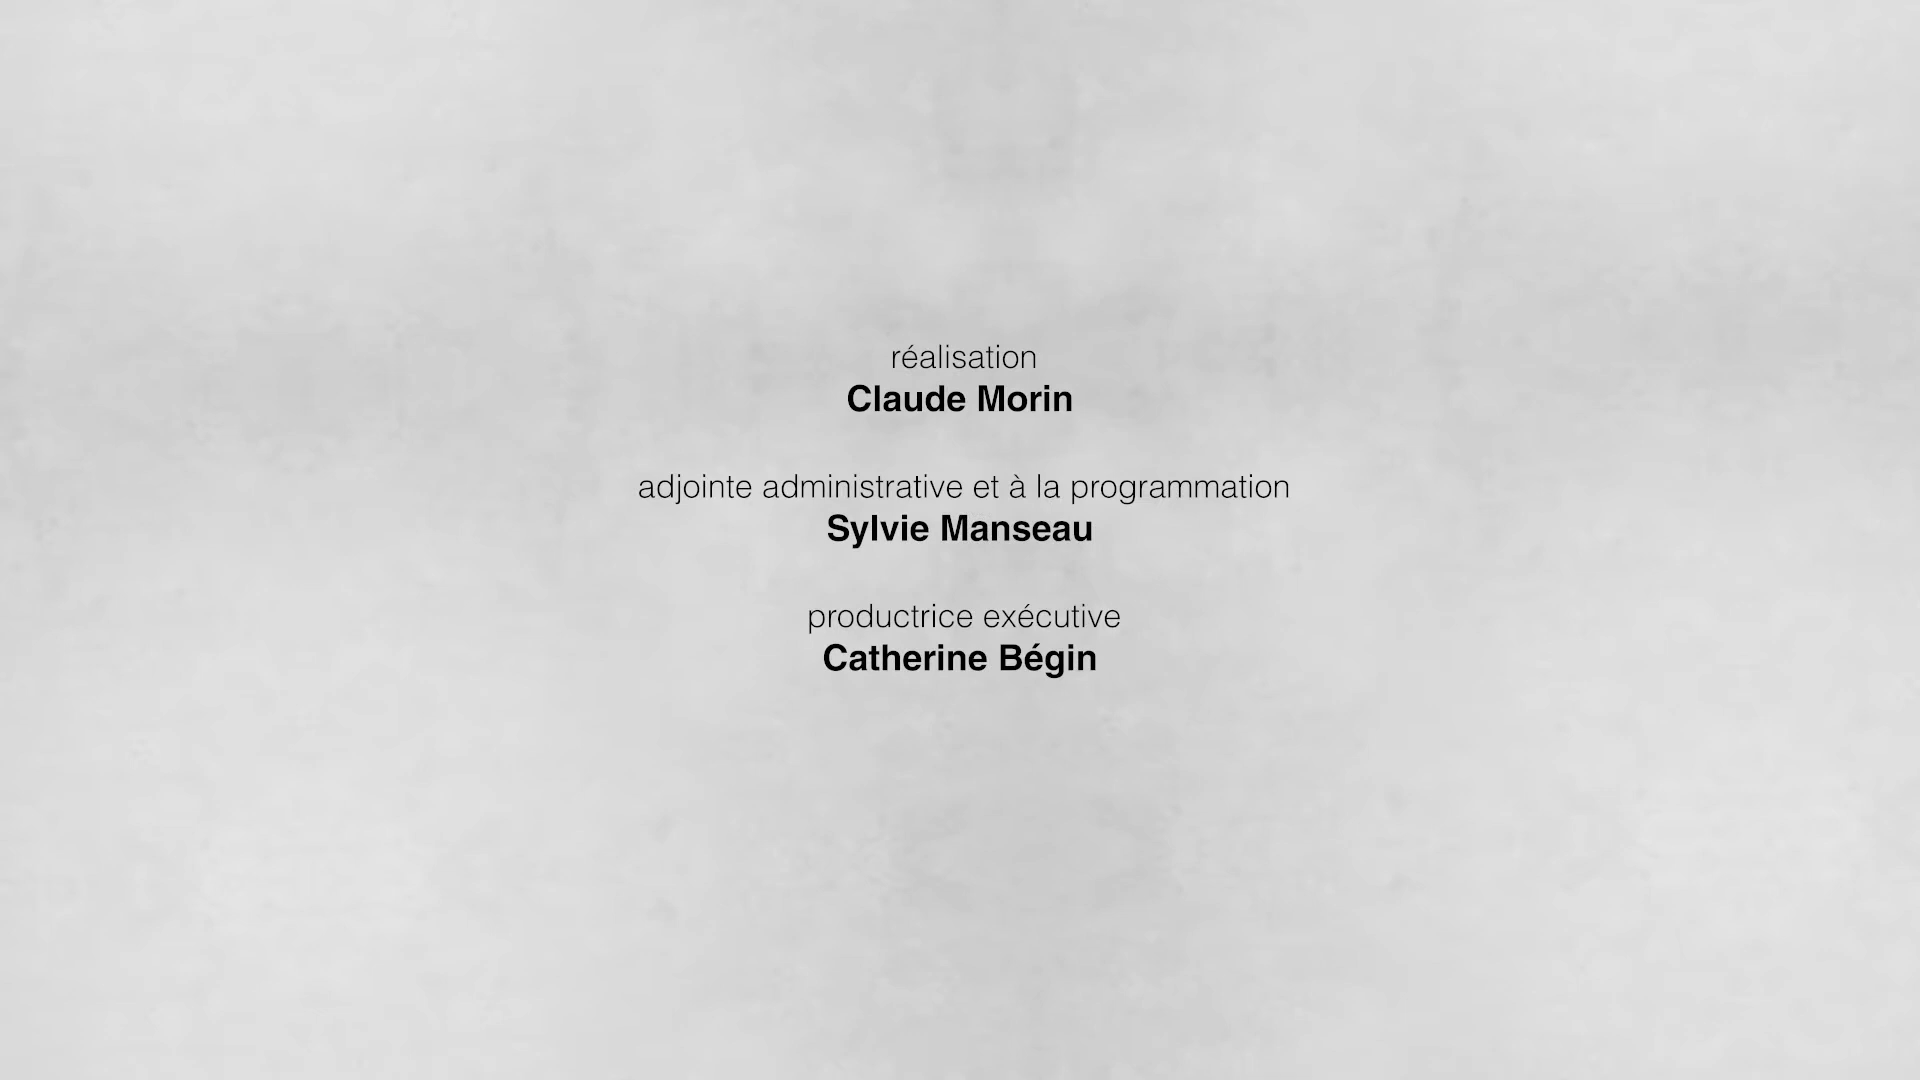 réalisation
Claude Morin
adjointe administrative et à la programmation
Sylvie Manseau
productrice exécutive
Catherine Bégin